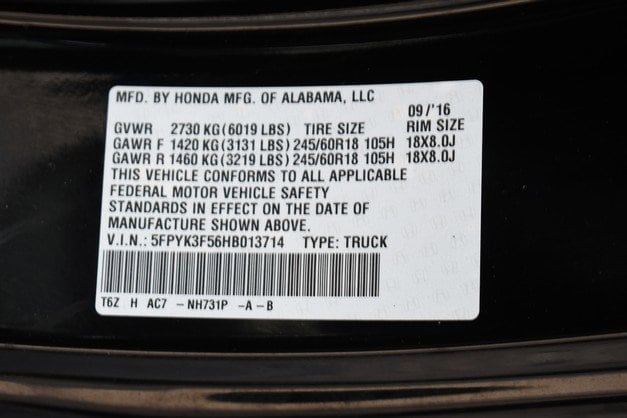 MFD. BY HONDA MFG. OF ALABAMA, LLC
09/'16
GVWR 2730 KG(6019 LBS) TIRE SIZE RIM SIZE
GAWR F 1420 KG(3131 LBS) 245/60R18 105H 18X8.0J
GAWR R 1460 KG(3219 LBS) 245/60R18 105H 18X8.0J
THIS VEHICLE CONFORMS TO ALL APPLICABLE
FEDERAL MOTOR VEHICLE SAFETY
STANDARDS IN EFFECT ON THE DATE OF
MANUFACTURE SHOWN ABOVE.
V.I.N.: 5FPYK3F56HB013714 TYPE: TRUCK
T6Z H AC7 - NH731P -A-B